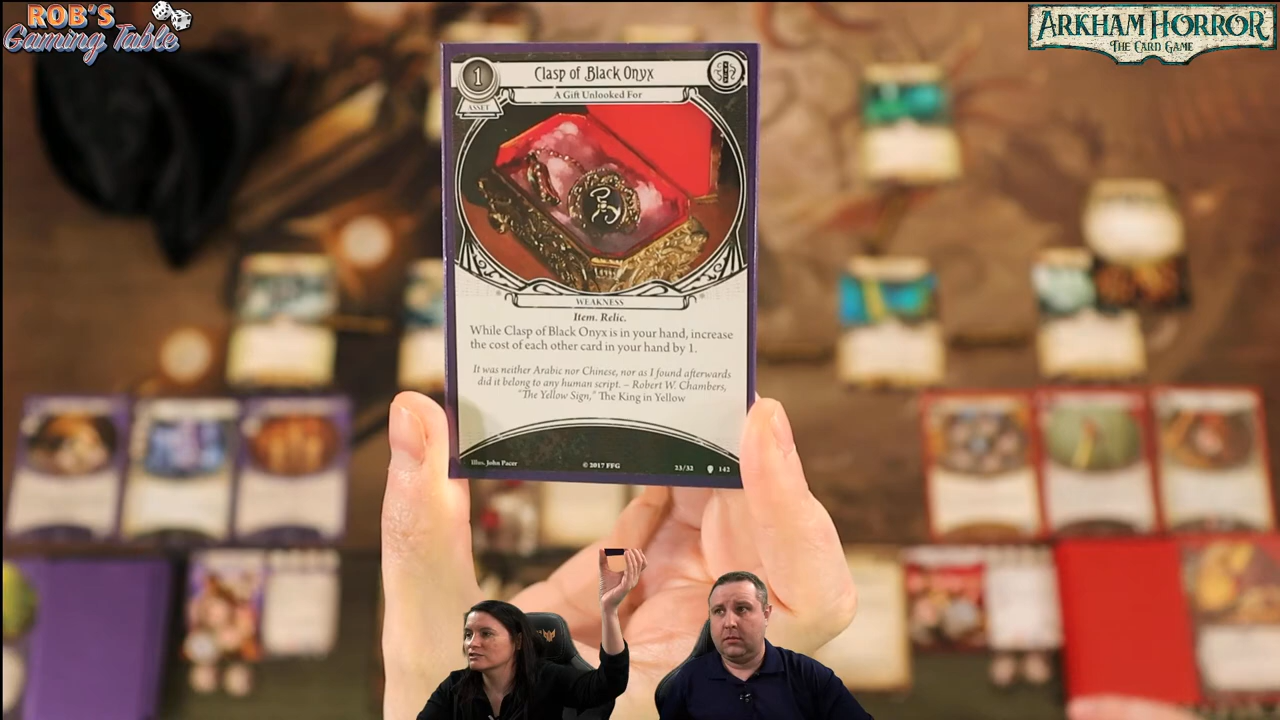 ROB'S
Gaming Table
ARKHAM HORROR
THE CARD GAME
1
ASSET
Clasp of Black Onyx
A Gift Unlooked For
WEAKNESS
Item. Relic.
While Clasp of Black Onyx is in your hand, increase
the cost of each other card in your hand by 1.
It was neither Arabic nor Chinese, nor as I found afterwards
did it belong to any human script. – Robert W. Chambers,
"The Yellow Sign," The King in Yellow
Illus. John Pacer
© 2017 FFG
23/32
142